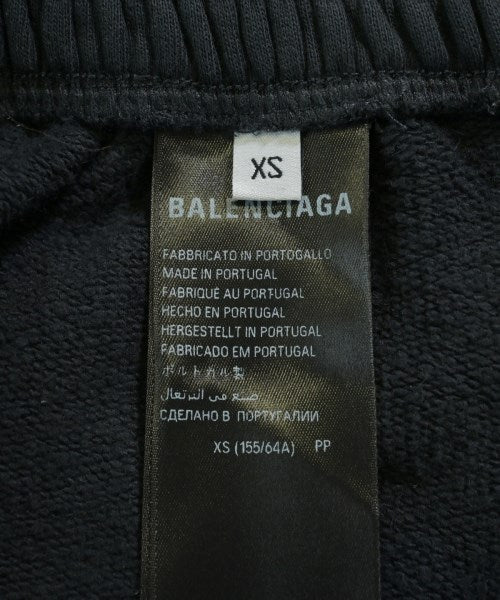 XS
BALENCIAGA
FABBRICATO IN PORTOGALLO
MADE IN PORTUGAL
FABRIQUÉ AU PORTUGAL
HECHO EN PORTUGAL
HERGESTELLT IN PORTUGAL
FABRICADO EM PORTUGAL
ポルトガル製
صنع في البرتغال
СДЕЛАНО В ПОРТУГАЛИИ
XS (155/64A) PP